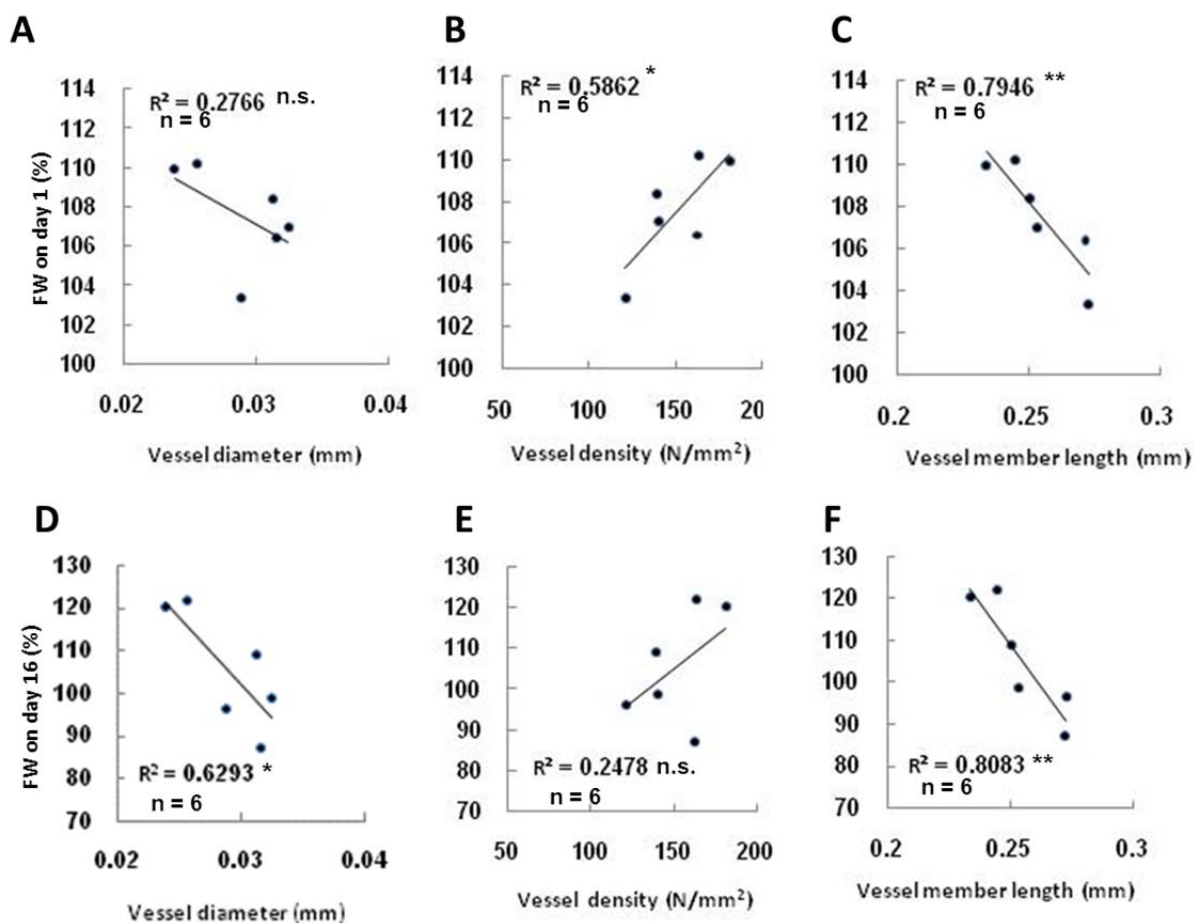 A
B
C
FW on day 1 (%)
114
112
110
108
106
104
102
100
R² = 0.2766 n.s.
n = 6
0.02
0.03
0.04
Vessel diameter (mm)
114
112
110
108
106
104
102
100
R² = 0.5862 *
n = 6
50
100
150
20
Vessel density (N/mm²)
114
112
110
108
106
104
102
100
R² = 0.7946 **
n = 6
0.2
0.25
0.3
Vessel member length (mm)
D
E
F
FW on day 16 (%)
130
120
110
100
90
80
70
R² = 0.6293 *
n = 6
0.02
0.03
0.04
Vessel diameter (mm)
130
120
110
100
90
80
70
R² = 0.2478 n.s.
n = 6
50
100
150
200
Vessel density (N/mm²)
130
120
110
100
90
80
70
R² = 0.8083 **
n = 6
0.2
0.25
0.3
Vessel member length (mm)